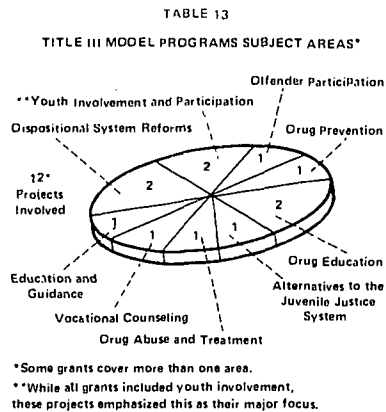 TABLE 13
TITLE III MODEL PROGRAMS SUBJECT AREAS*
Offender Participation
**Youth Involvement and Participation
Dispositional System Reforms
Drug Prevention
2
1
1
2
12*
Projects
Involved
2
1
1
1
1
Drug Education
Education and
Guidance
Alternatives to the
Juvenile Justice
System
Vocational Counseling
Drug Abuse and Treatment
*Some grants cover more than one area.
**While all grants included youth involvement,
these projects emphasized this as their major focus.